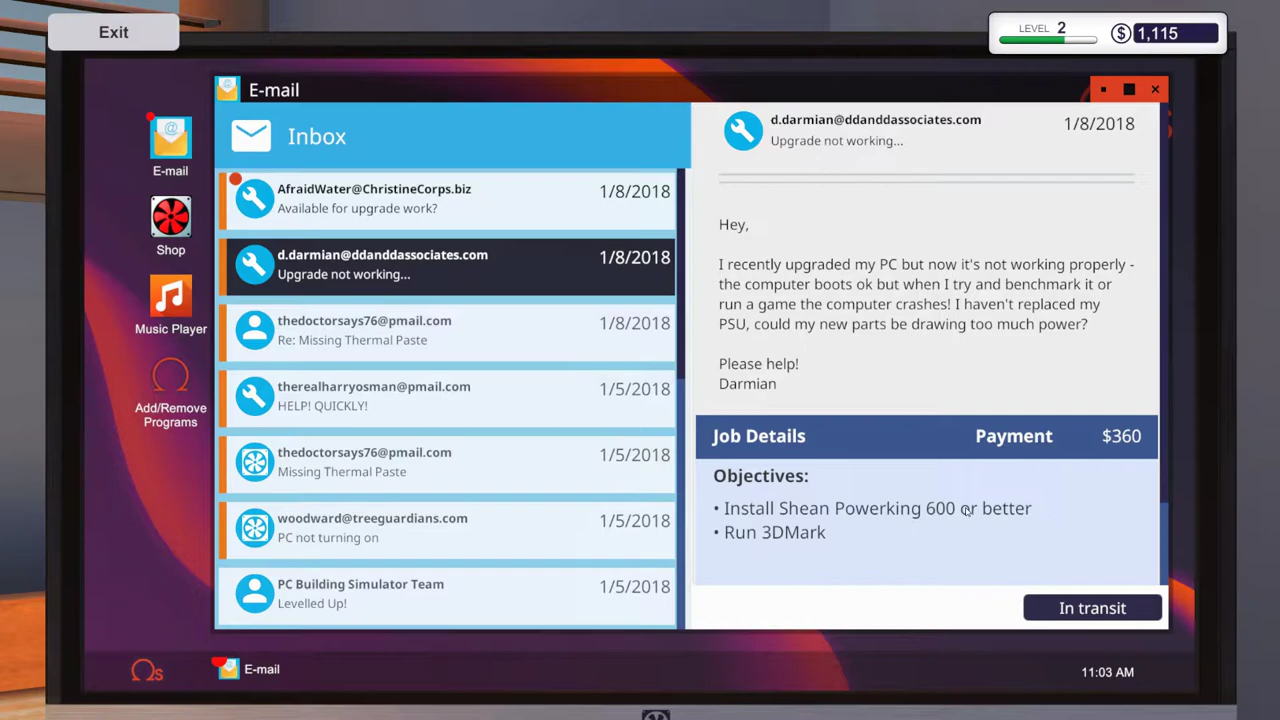 Exit
LEVEL 2
$ 1,115
E-mail
E-mail
Shop
Music Player
Add/Remove
Programs
Inbox
AfraidWater@ChristineCorps.biz 1/8/2018
Available for upgrade work?
d.darmian@ddanddassociates.com 1/8/2018
Upgrade not working...
thedoctorsays76@pmail.com 1/8/2018
Re: Missing Thermal Paste
therealharryosman@pmail.com 1/5/2018
HELP! QUICKLY!
thedoctorsays76@pmail.com 1/5/2018
Missing Thermal Paste
woodward@treeguardians.com 1/5/2018
PC not turning on
PC Building Simulator Team 1/5/2018
Levelled Up!
d.darmian@ddanddassociates.com 1/8/2018
Upgrade not working...
Hey,
I recently upgraded my PC but now it's not working properly -
the computer boots ok but when I try and benchmark it or
run a game the computer crashes! I haven't replaced my
PSU, could my new parts be drawing too much power?
Please help!
Darmian
Job Details Payment $360
Objectives:
• Install Shean Powerking 600 or better
• Run 3DMark
In transit
Ωs
E-mail
11:03 AM